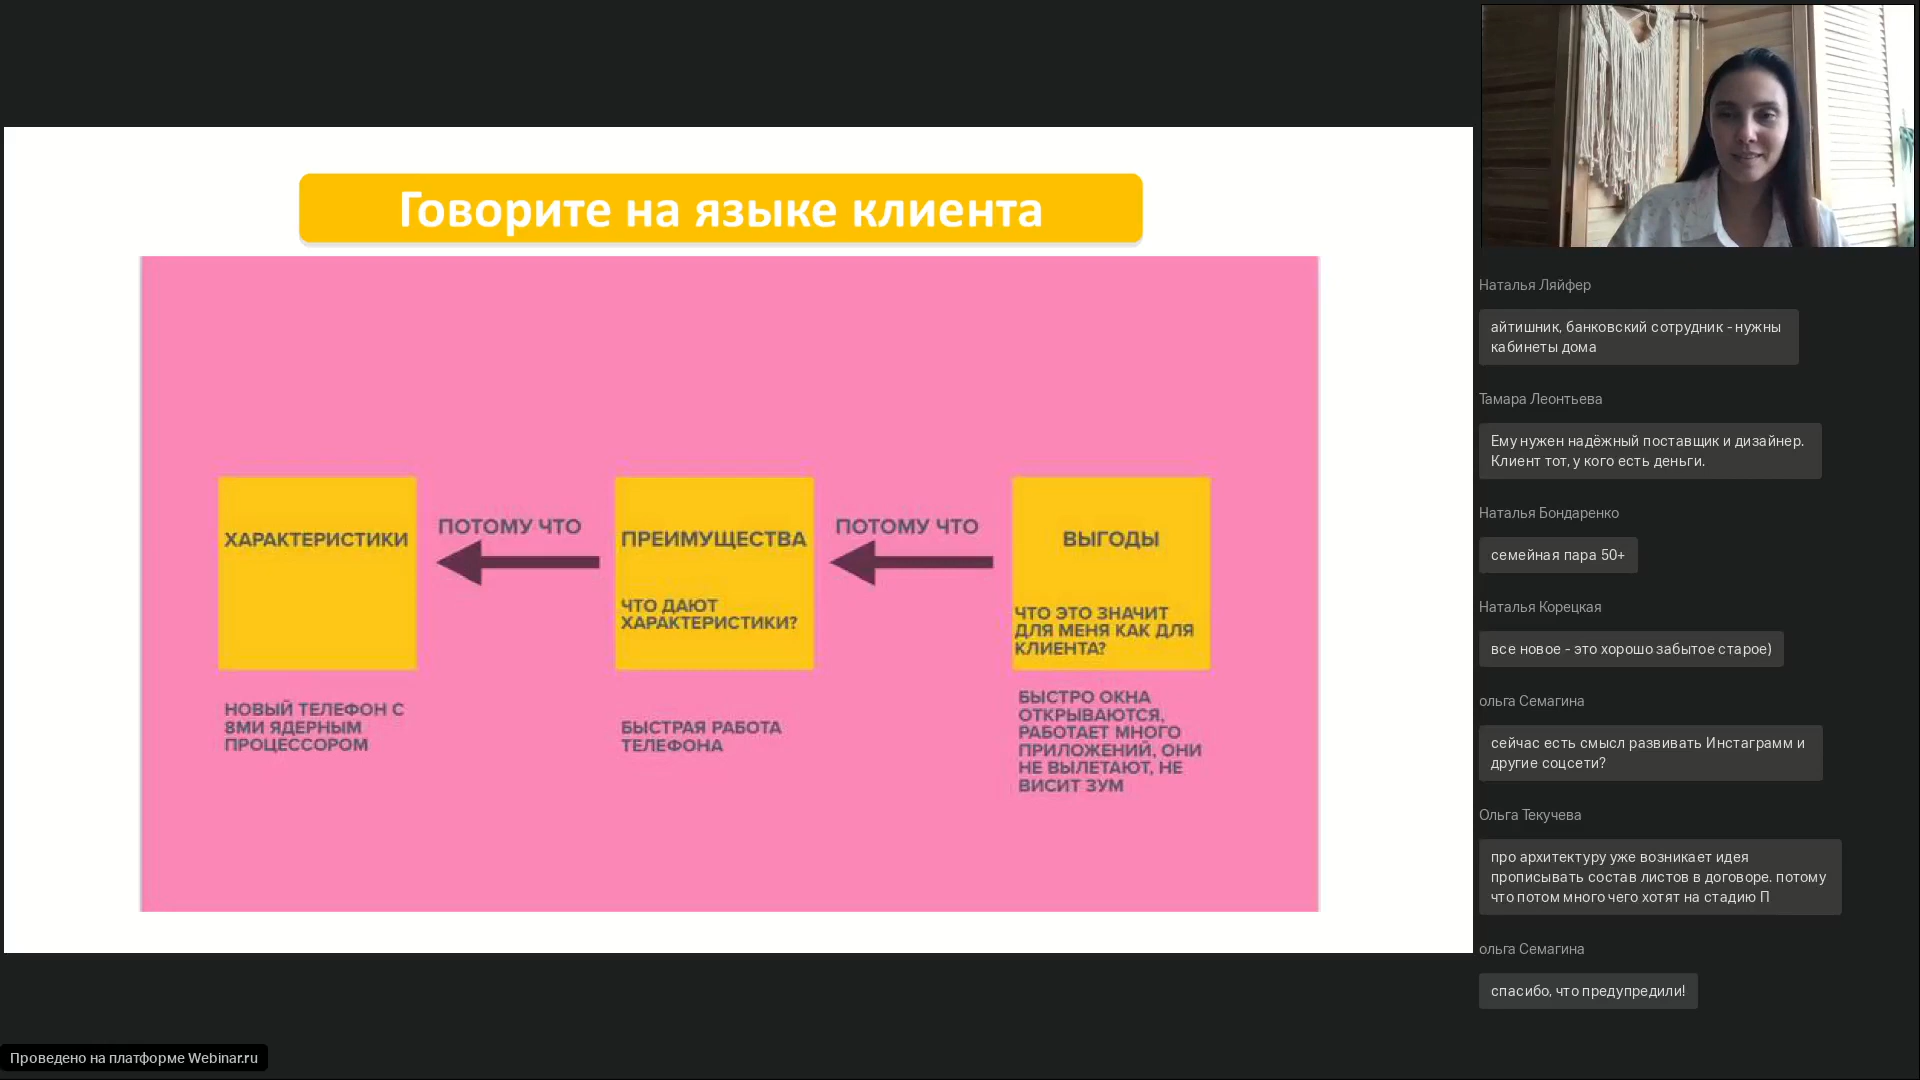 Говорите на языке клиента
ХАРАКТЕРИСТИКИ
ПОТОМУ ЧТО
ПРЕИМУЩЕСТВА
ЧТО ДАЮТ
ХАРАКТЕРИСТИКИ?
ПОТОМУ ЧТО
ВЫГОДЫ
ЧТО ЭТО ЗНАЧИТ
ДЛЯ МЕНЯ КАК ДЛЯ
КЛИЕНТА?
НОВЫЙ ТЕЛЕФОН С
8МИ ЯДЕРНЫМ
ПРОЦЕССОРОМ
БЫСТРАЯ РАБОТА
ТЕЛЕФОНА
БЫСТРО ОКНА
ОТКРЫВАЮТСЯ,
РАБОТАЕТ МНОГО
ПРИЛОЖЕНИЙ, ОНИ
НЕ ВЫЛЕТАЮТ, НЕ
ВИСИТ ЗУМ
Наталья Ляйфер
айтишник, банковский сотрудник - нужны
кабинеты дома
Тамара Леонтьева
Ему нужен надёжный поставщик и дизайнер.
Клиент тот, у кого есть деньги.
Наталья Бондаренко
семейная пара 50+
Наталья Корецкая
все новое - это хорошо забытое старое)
ольга Семагина
сейчас есть смысл развивать Инстаграмм и
другие соцсети?
Ольга Текучева
про архитектуру уже возникает идея
прописывать состав листов в договоре. потому
что потом много чего хотят на стадию П
ольга Семагина
спасибо, что предупредили!
Проведено на платформе Webinar.ru